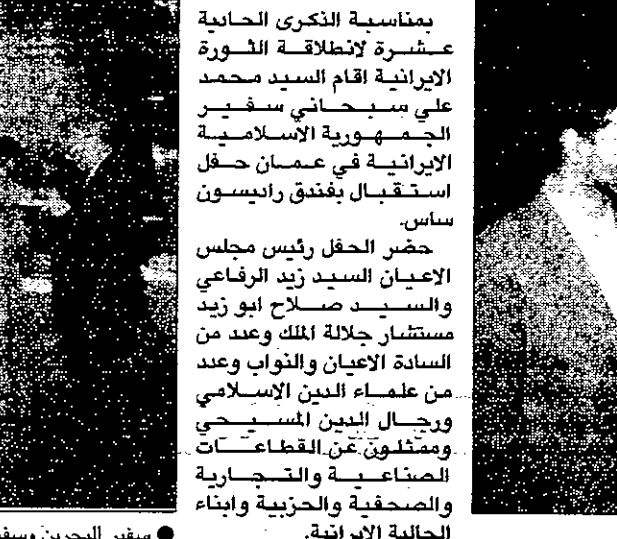 بمناسبة الذكرى الحادية
عشرة لانطلاقة الثورة
الايرانية اقام السيد محمد
علي سبحاني سفير
الجمهورية الاسلامية
الايرانية في عمان حفل
استقبال بفندق راديسون
ساس.
حضر الحفل رئيس مجلس
الاعيان السيد زيد الرفاعي
والسيد صلاح ابو زيد
مستشار جلالة الملك وعدد من
السادة الاعيان والنواب وعدد
من علماء الدين الإسلامي
ورجال الدين المسيحي
وممثلون عن القطاعات
الصناعية والتجارية
والصحفية والحزبية وابناء
الجالية الايرانية.
● سفير البحرين وسفير